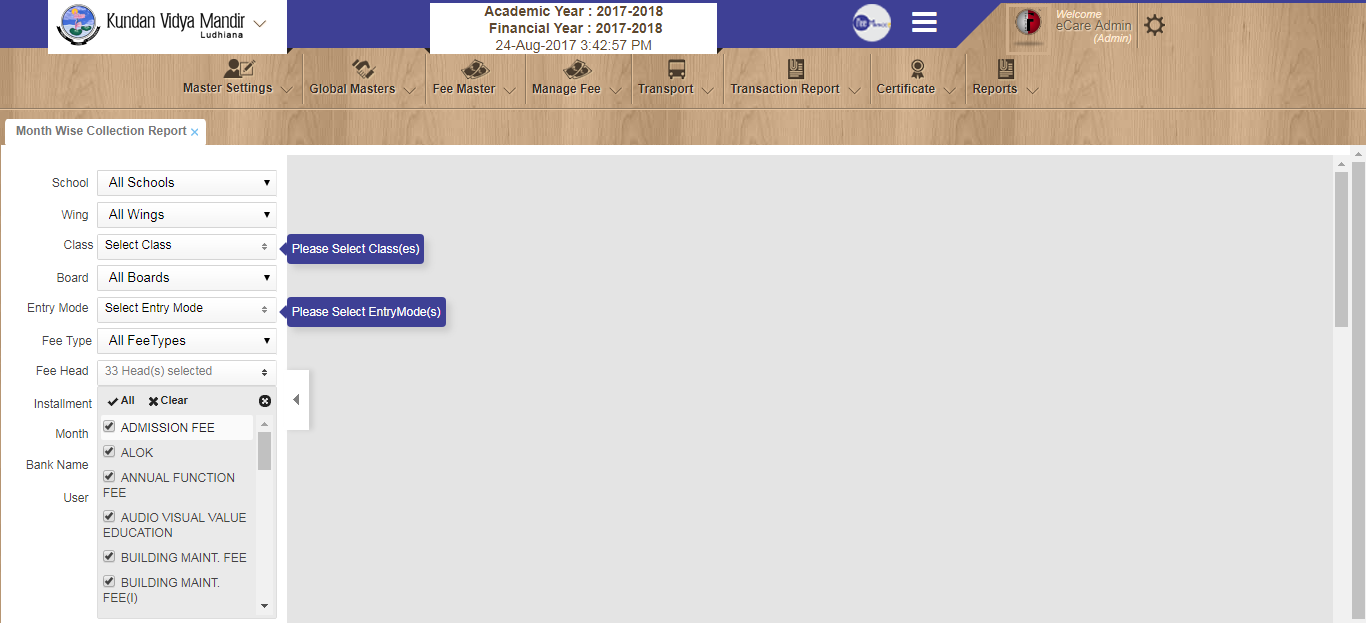 Kundan Vidya Mandir
Ludhiana
Academic Year : 2017-2018
Financial Year : 2017-2018
24-Aug-2017 3:42:57 PM
Welcome
eCare Admin
(Admin)
Master Settings
Global Masters
Fee Master
Manage Fee
Transport
Transaction Report
Certificate
Reports
Month Wise Collection Report ×
School All Schools
Wing All Wings
Class Select Class
Please Select Class(es)
Board All Boards
Entry Mode Select Entry Mode
Please Select EntryMode(s)
Fee Type All FeeTypes
Fee Head 33 Head(s) selected
Installment
Month
Bank Name
User
All Clear
ADMISSION FEE
ALOK
ANNUAL FUNCTION
FEE
AUDIO VISUAL VALUE
EDUCATION
BUILDING MAINT. FEE
BUILDING MAINT.
FEE(I)